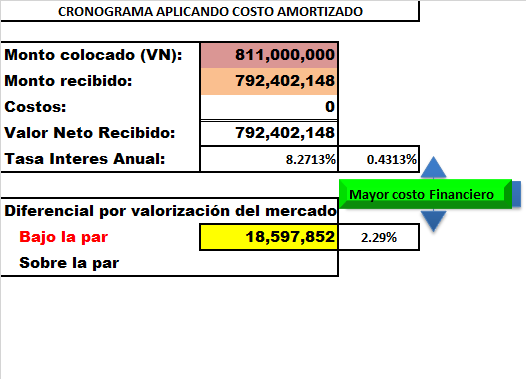 CRONOGRAMA APLICANDO COSTO AMORTIZADO
Monto colocado (VN): 811,000,000
Monto recibido: 792,402,148
Costos: 0
Valor Neto Recibido: 792,402,148
Tasa Interes Anual: 8.2713% 0.4313%
Mayor costo Financiero
Diferencial por valorización del mercado
Bajo la par 18,597,852 2.29%
Sobre la par